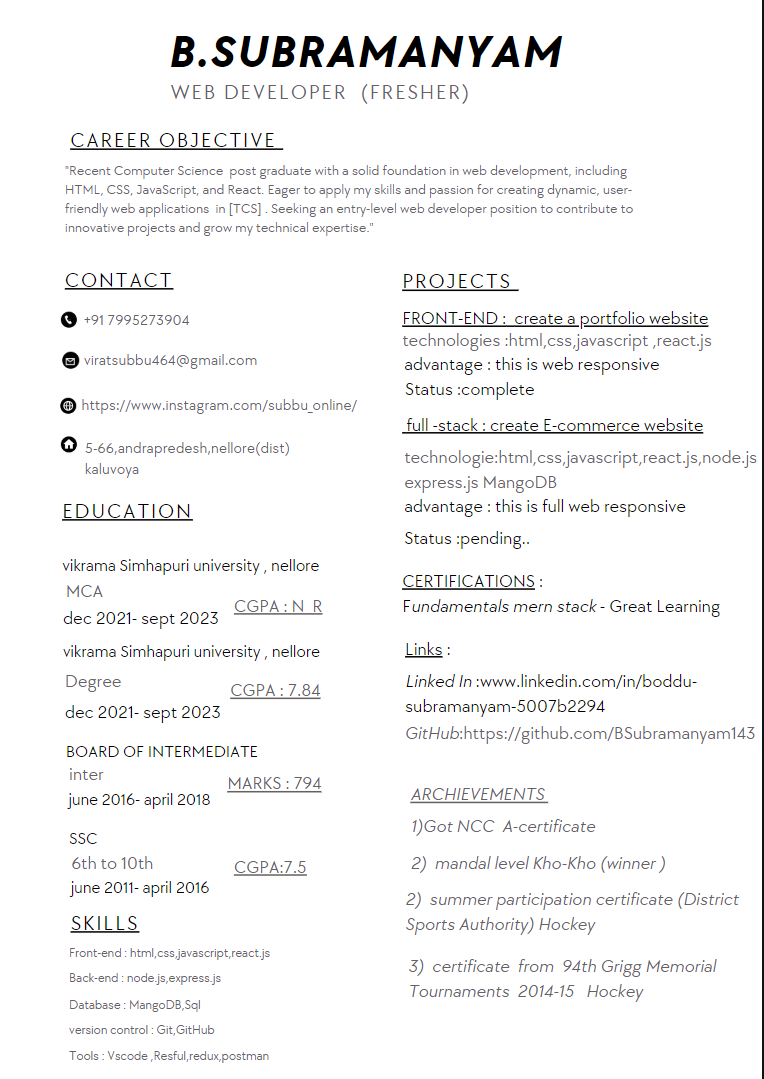 B.SUBRAMANYAM
WEB DEVELOPER (FRESHER)
CAREER OBJECTIVE
"Recent Computer Science post graduate with a solid foundation in web development, including
HTML, CSS, JavaScript, and React. Eager to apply my skills and passion for creating dynamic, user-
friendly web applications in [TCS] . Seeking an entry-level web developer position to contribute to
innovative projects and grow my technical expertise."
CONTACT
+91 7995273904
viratsubbu464@gmail.com
https://www.instagram.com/subbu_online/
5-66,andrapredesh,nellore(dist)
kaluvoya
EDUCATION
vikrama Simhapuri university , nellore
MCA
dec 2021- sept 2023 CGPA : N R
vikrama Simhapuri university , nellore
Degree
CGPA : 7.84
dec 2021- sept 2023
BOARD OF INTERMEDIATE
inter
MARKS : 794
june 2016- april 2018
SSC
6th to 10th
CGPA:7.5
june 2011- april 2016
SKILLS
Front-end : html,css,javascript,react.js
Back-end : node.js,express.js
Database : MangoDB,Sql
version control : Git,GitHub
Tools : Vscode ,Resful,redux,postman
PROJECTS
FRONT-END : create a portfolio website
technologies :html,css,javascript ,react.js
advantage : this is web responsive
Status :complete
full -stack : create E-commerce website
technologie:html,css,javascript,react.js,node.js
express.js MangoDB
advantage : this is full web responsive
Status :pending..
CERTIFICATIONS :
Fundamentals mern stack - Great Learning
Links :
Linked In :www.linkedin.com/in/boddu-
subramanyam-5007b2294
GitHub:https://github.com/BSubramanyam143
ARCHIEVEMENTS
1)Got NCC A-certificate
2) mandal level Kho-Kho (winner )
2) summer participation certificate (District
Sports Authority) Hockey
3) certificate from 94th Grigg Memorial
Tournaments 2014-15 Hockey